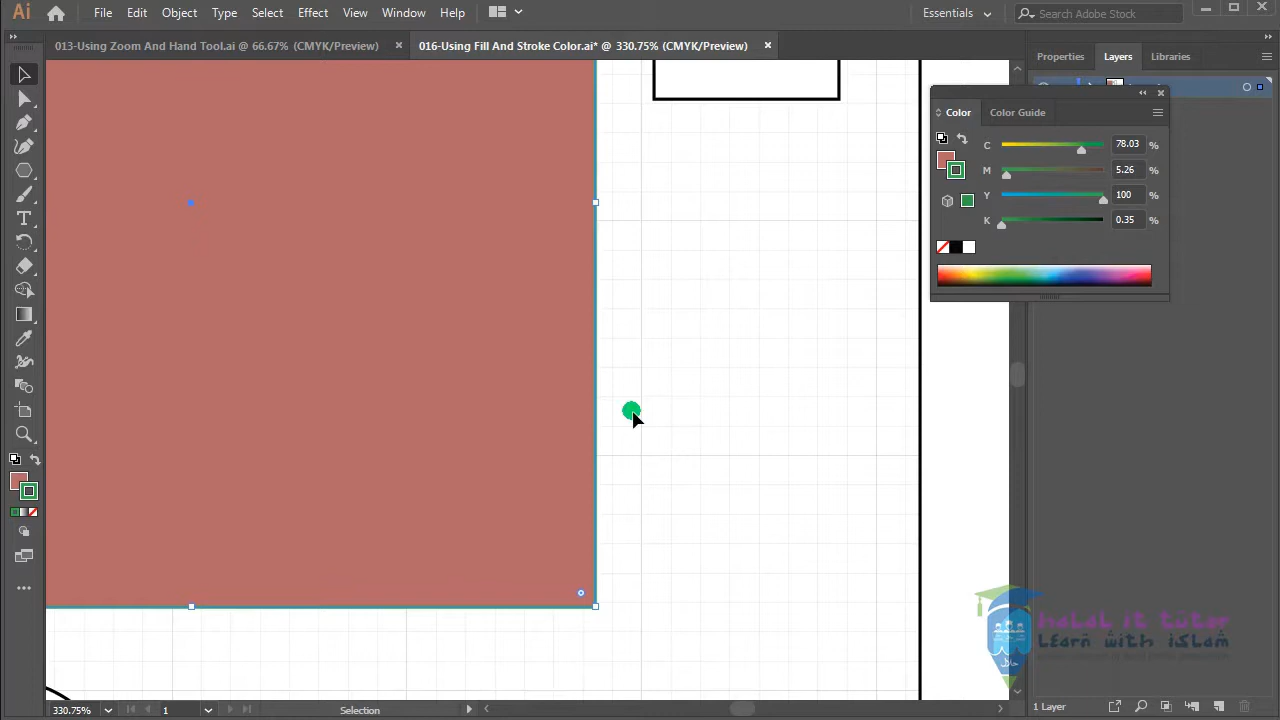 Ai File Edit Object Type Select Effect View Window Help Essentials Search Adobe Stock
013-Using Zoom And Hand Tool.ai @ 66.67% (CMYK/Preview) × 016-Using Fill And Stroke Color.ai* @ 330.75% (CMYK/Preview) ×
Properties Layers Libraries
Color Color Guide
C 78.03 %
M 5.26 %
Y 100 %
K 0.35 %
halal it tutor
Learn with islam
حلال
330.75% 1 Selection
1 Layer